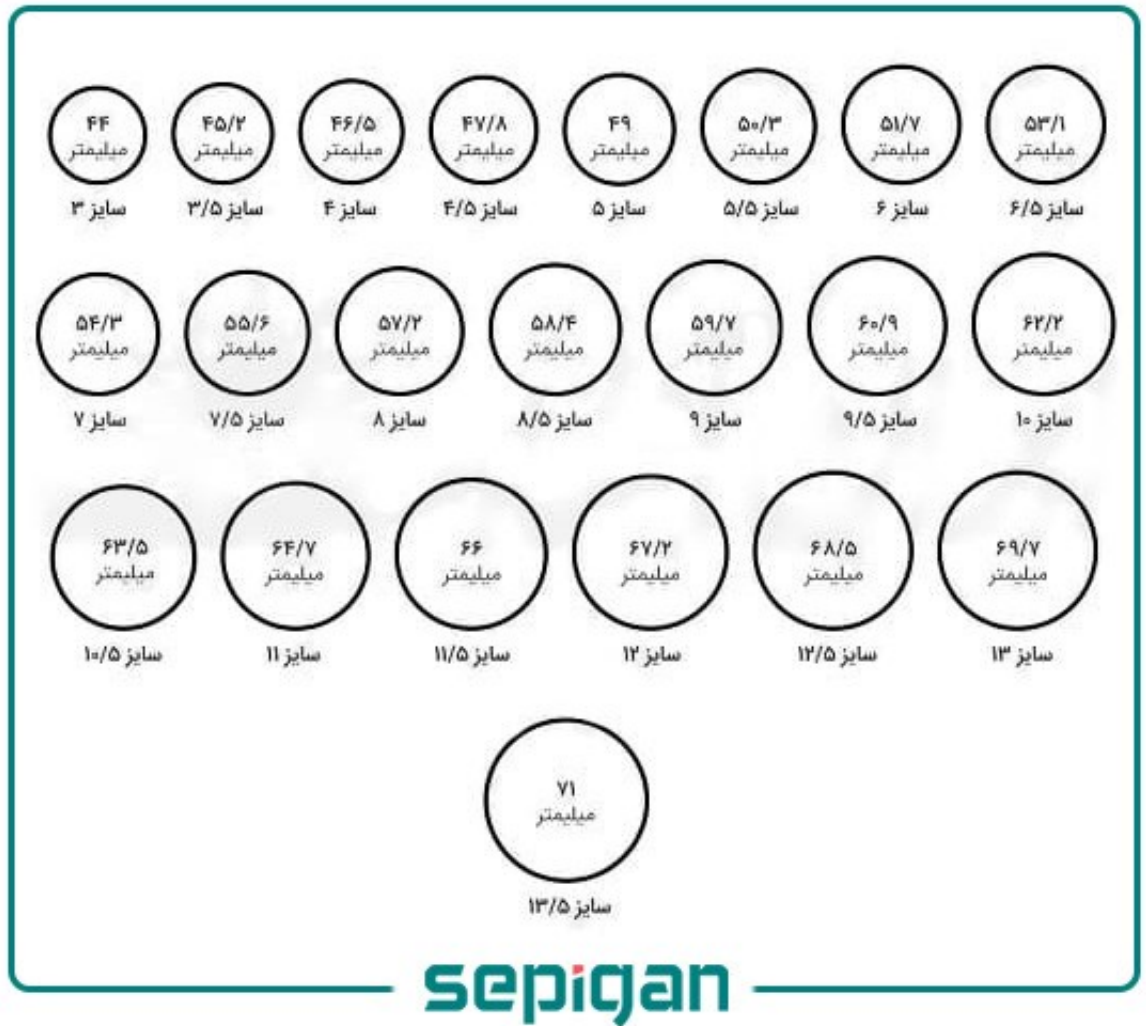 ۴۴
میلیمتر
سایز ۳
۴۵/۲
میلیمتر
سایز ۳/۵
۴۶/۵
میلیمتر
سایز ۴
۴۷/۸
میلیمتر
سایز ۴/۵
۴۹
میلیمتر
سایز ۵
۵۰/۳
میلیمتر
سایز ۵/۵
۵۱/۷
میلیمتر
سایز ۶
۵۳/۱
میلیمتر
سایز ۶/۵
۵۴/۳
میلیمتر
سایز ۷
۵۵/۶
میلیمتر
سایز ۷/۵
۵۷/۲
میلیمتر
سایز ۸
۵۸/۴
میلیمتر
سایز ۸/۵
۵۹/۷
میلیمتر
سایز ۹
۶۰/۹
میلیمتر
سایز ۹/۵
۶۲/۲
میلیمتر
سایز ۱۰
۶۳/۵
میلیمتر
سایز ۱۰/۵
۶۴/۷
میلیمتر
سایز ۱۱
۶۶
میلیمتر
سایز ۱۱/۵
۶۷/۲
میلیمتر
سایز ۱۲
۶۸/۵
میلیمتر
سایز ۱۲/۵
۶۹/۷
میلیمتر
سایز ۱۳
۷۱
میلیمتر
سایز ۱۳/۵
sepigan